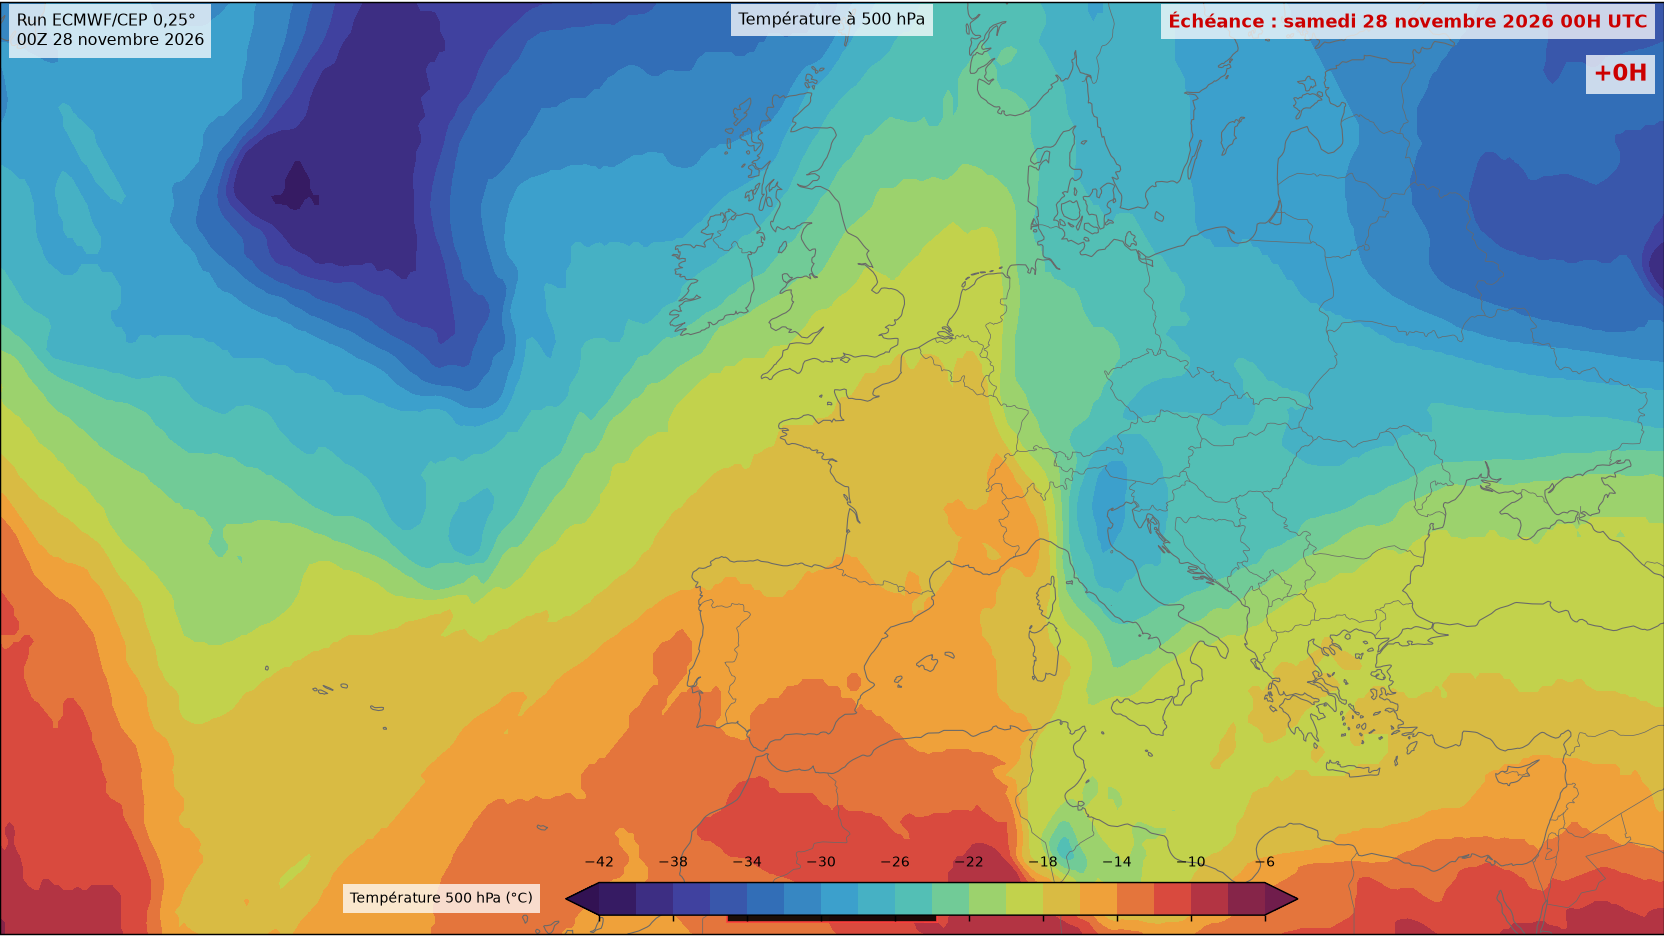 Run ECMWF/CEP 0,25°
00Z 28 novembre 2026
Température à 500 hPa
Échéance : samedi 28 novembre 2026 00H UTC
+0H
−42 −38 −34 −30 −26 −22 −18 −14 −10 −6
Température 500 hPa (°C)